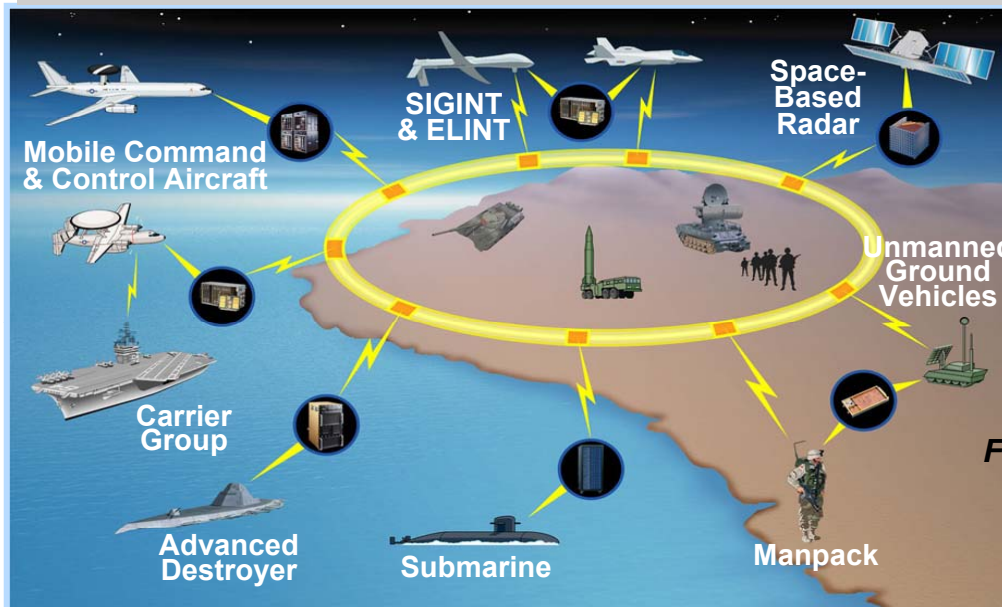 SIGINT
& ELINT
Space-
Based
Radar
Mobile Command
& Control Aircraft
Unmanned
Ground
Vehicles
Carrier
Group
F
Advanced
Destroyer
Submarine
Manpack